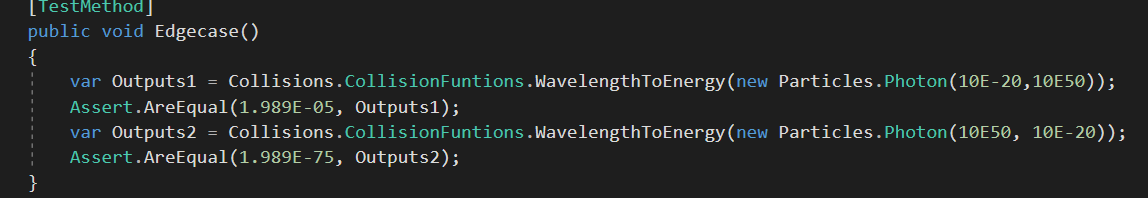 [TestMethod]
public void Edgecase()
{
var Outputs1 = Collisions.CollisionFuntions.WavelengthToEnergy(new Particles.Photon(10E-20,10E50));
Assert.AreEqual(1.989E-05, Outputs1);
var Outputs2 = Collisions.CollisionFuntions.WavelengthToEnergy(new Particles.Photon(10E50, 10E-20));
Assert.AreEqual(1.989E-75, Outputs2);
}